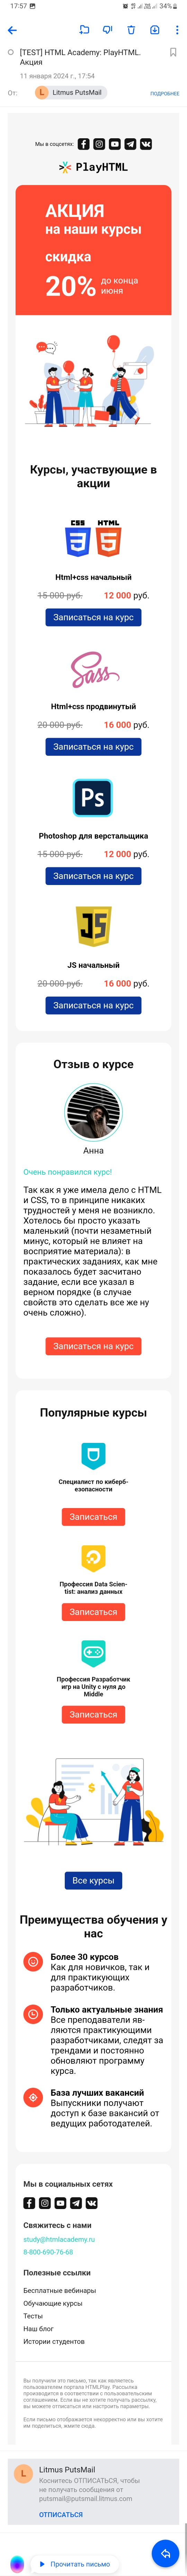 17:57
34%
[TEST] HTML Academy: PlayHTML.
Акция
11 января 2024 г., 17:54
От:
L
Litmus PutsMail
ПОДРОБНЕЕ
Мы в соцсетях:
PlayHTML
АКЦИЯ
на наши курсы
скидка
20% до конца
июня
Курсы, участвующие в
акции
CSS HTML
Html+css начальный
15 000 руб. 12 000 руб.
Записаться на курс
Sass
Html+css продвинутый
20 000 руб. 16 000 руб.
Записаться на курс
Ps
Photoshop для верстальщика
15 000 руб. 12 000 руб.
Записаться на курс
JS
JS начальный
20 000 руб. 16 000 руб.
Записаться на курс
Отзыв о курсе
Анна
Очень понравился курс!
Так как я уже имела дело с HTML
и CSS, то в принципе никаких
трудностей у меня не возникло.
Хотелось бы просто указать
маленький (почти незаметный
минус, который не влияет на
восприятие материала): в
практических заданиях, как мне
показалось будет засчитано
задание, если все указал в
верном порядке (в случае
свойств это сделать все же ну
очень сложно).
Записаться на курс
Популярные курсы
Специалист по киберб-
езопасности
Записаться
Профессия Data Scien-
tist: анализ данных
Записаться
Профессия Разработчик
игр на Unity с нуля до
Middle
Записаться
Все курсы
Преимущества обучения у
нас
Более 30 курсов
Как для новичков, так и
для практикующих
разработчиков.
Только актуальные знания
Все преподаватели яв-
ляются практикующими
разработчиками, следят за
трендами и постоянно
обновляют программу
курса.
База лучших вакансий
Выпускники получают
доступ к базе вакансий от
ведущих работодателей.
Мы в социальных сетях
Свяжитесь с нами
study@htmlacademy.ru
8-800-690-76-68
Полезные ссылки
Бесплатные вебинары
Обучающие курсы
Тесты
Наш блог
Истории студентов
Вы получили это письмо, так как являетесь
пользователем портала HTMLPlay. Рассылка
производится в соответствии с пользовательским
соглашением. Если вы не хотите получать рассылку,
вы можете отписаться или настроить параметры.
Если письмо отображается некорректно или вы хотите
им поделиться, жмите сюда.
L
Litmus PutsMail
Коснитесь ОТПИСАТЬСЯ, чтобы
не получать сообщения от
putsmail@putsmail.litmus.com
ОТПИСАТЬСЯ
Прочитать письмо